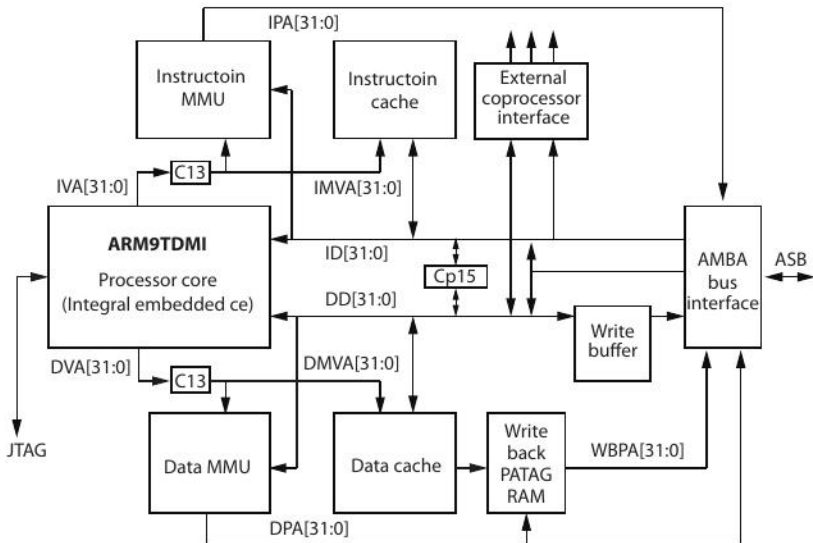 IPA[31:0]
Instructoin
MMU
Instructoin
cache
External
coprocessor
interface
C13
IVA[31:0]
IMVA[31:0]
ARM9TDMI
Processor core
(Integral embedded ce)
ID[31:0]
Cp15
DD[31:0]
AMBA
bus
interface
ASB
Write
buffer
DVA[31:0]
C13
DMVA[31:0]
JTAG
Data MMU
Data cache
Write
back
PATAG
RAM
WBPA[31:0]
DPA[31:0]